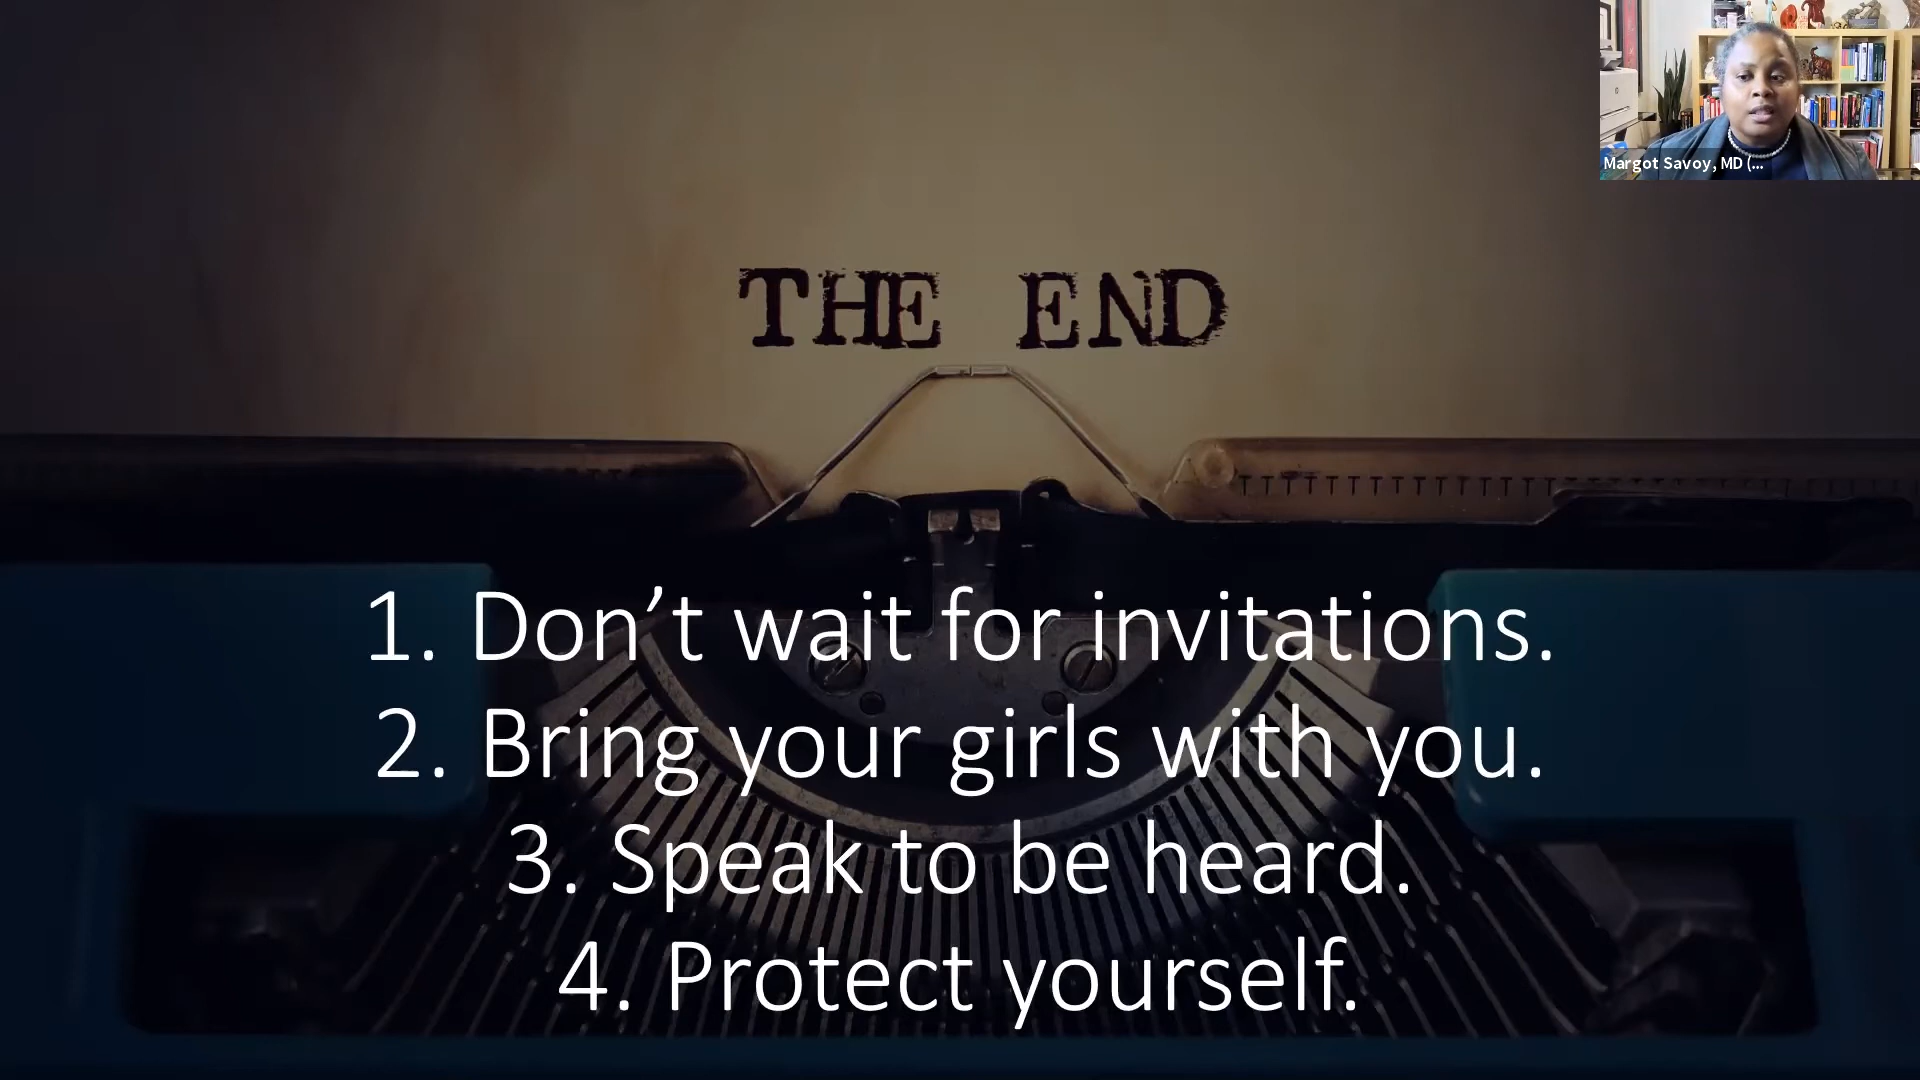 Margot Savoy, MD (...
THE END
1. Don’t wait for invitations.
2. Bring your girls with you.
3. Speak to be heard.
4. Protect yourself.